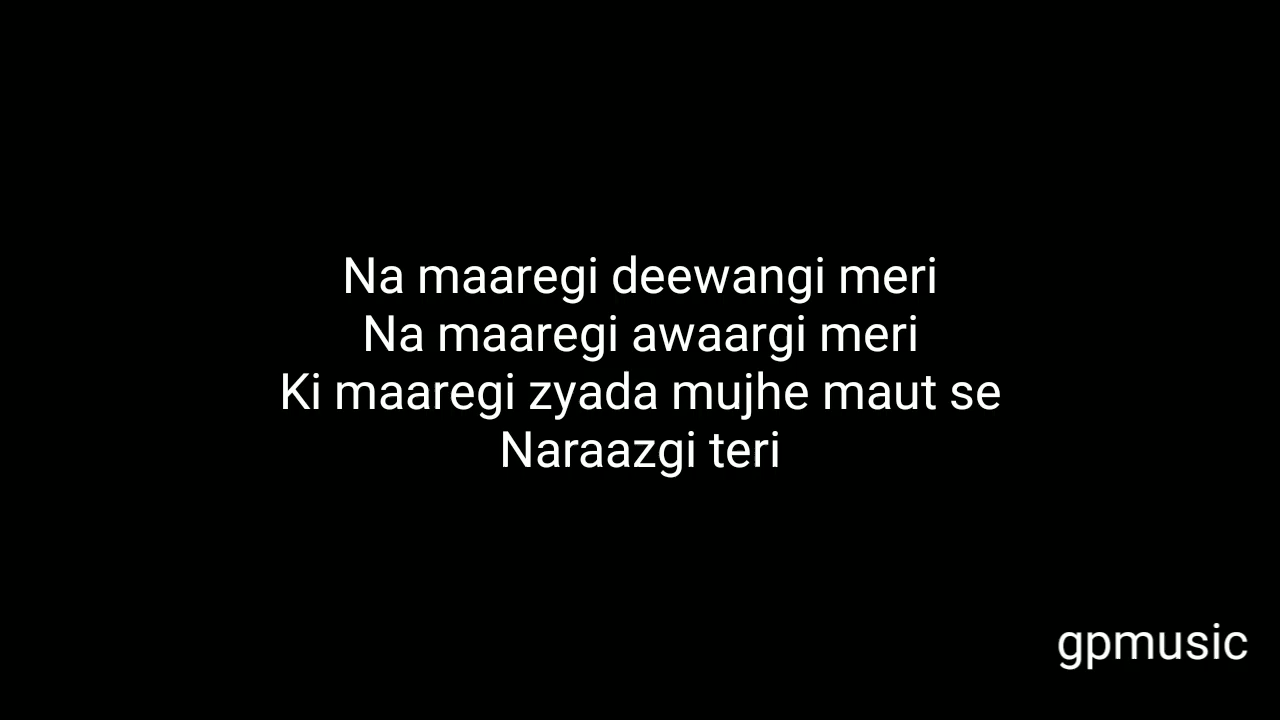 Na maaregi deewangi meri
Na maaregi awaargi meri
Ki maaregi zyada mujhe maut se
Naraazgi teri
gpmusic